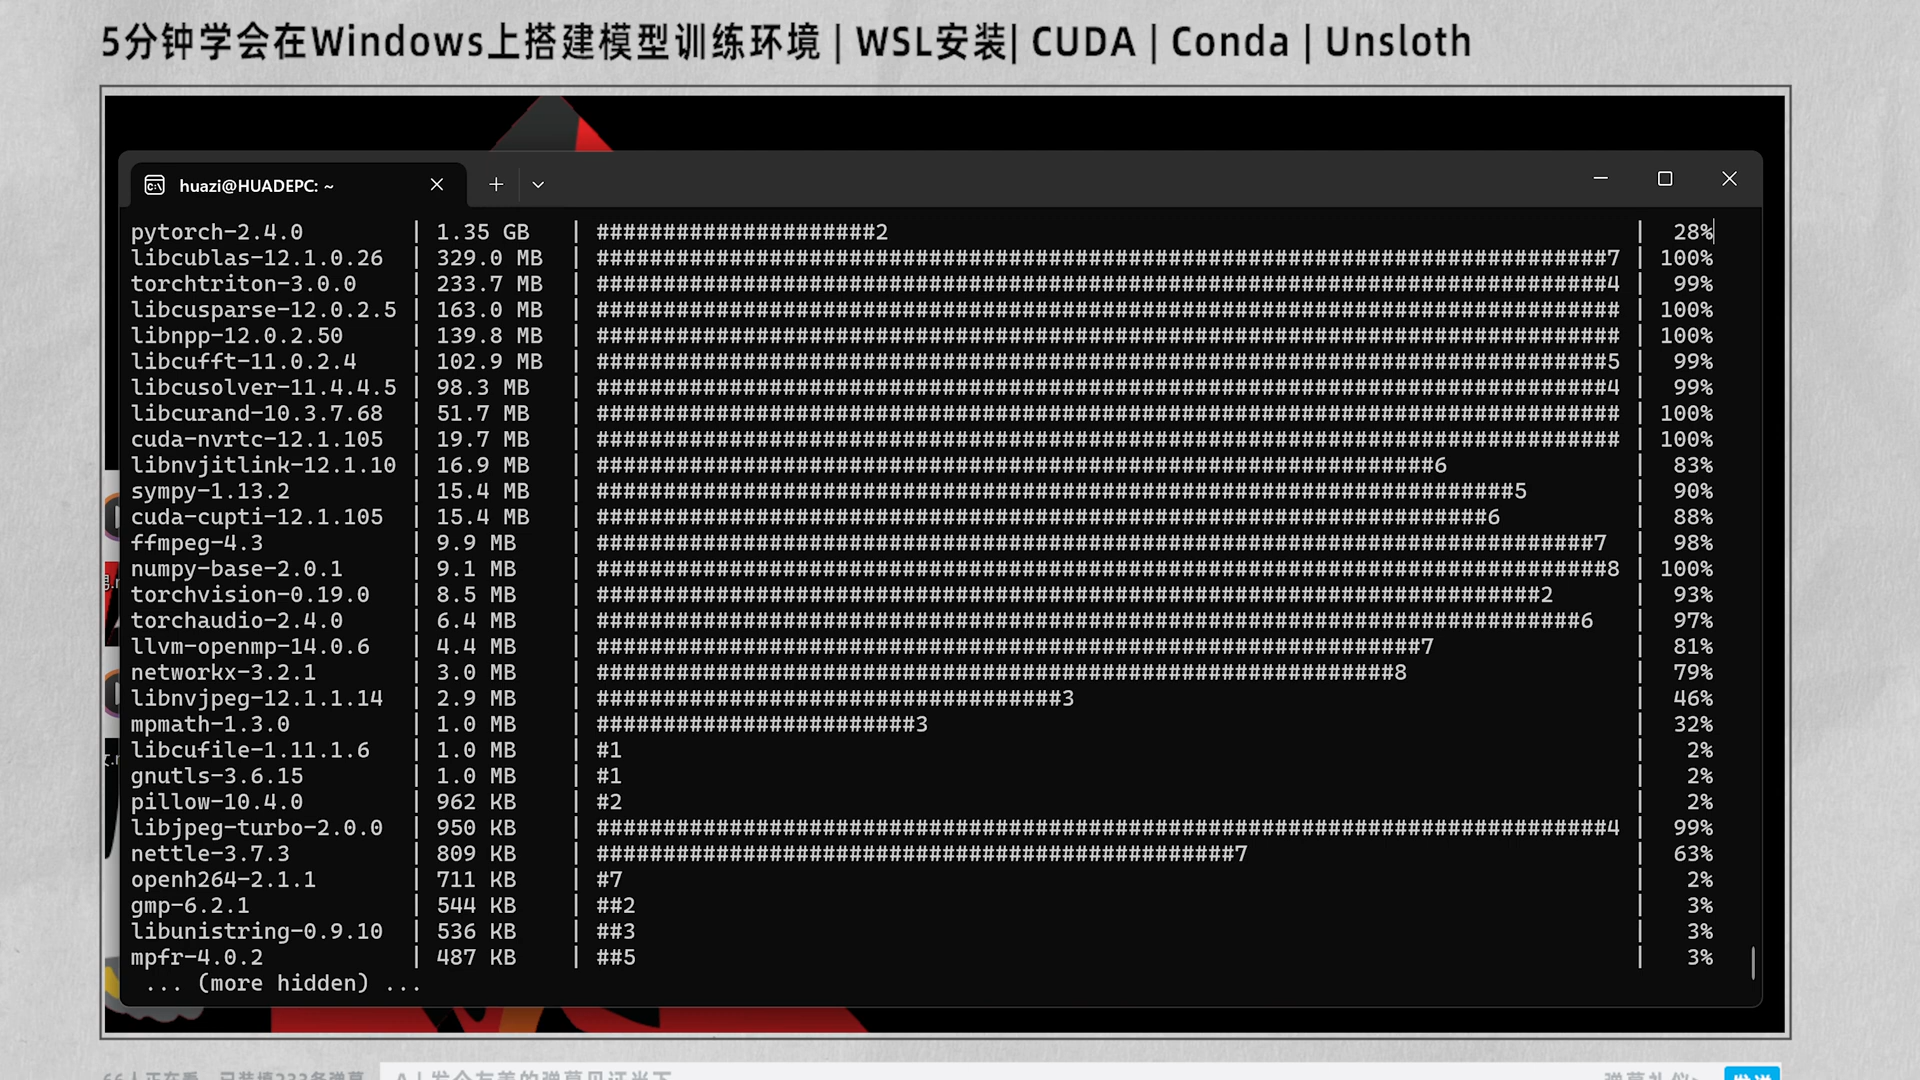 5分钟学会在Windows上搭建模型训练环境 | WSL安装| CUDA | Conda | Unsloth
huazi@HUADEPC: ~
pytorch-2.4.0 | 1.35 GB | #####################2 | 28%
libcublas-12.1.0.26 | 329.0 MB | ############################################################################7 | 100%
torchtriton-3.0.0 | 233.7 MB | ############################################################################4 | 99%
libcusparse-12.0.2.5 | 163.0 MB | ############################################################################# | 100%
libnpp-12.0.2.50 | 139.8 MB | ############################################################################# | 100%
libcufft-11.0.2.4 | 102.9 MB | ############################################################################5 | 99%
libcusolver-11.4.4.5 | 98.3 MB | ############################################################################4 | 99%
libcurand-10.3.7.68 | 51.7 MB | ############################################################################# | 100%
cuda-nvrtc-12.1.105 | 19.7 MB | ############################################################################# | 100%
libnvjitlink-12.1.10 | 16.9 MB | ###############################################################6 | 83%
sympy-1.13.2 | 15.4 MB | #####################################################################5 | 90%
cuda-cupti-12.1.105 | 15.4 MB | ###################################################################6 | 88%
ffmpeg-4.3 | 9.9 MB | ###########################################################################7 | 98%
numpy-base-2.0.1 | 9.1 MB | ############################################################################8 | 100%
torchvision-0.19.0 | 8.5 MB | #######################################################################2 | 93%
torchaudio-2.4.0 | 6.4 MB | ##########################################################################6 | 97%
llvm-openmp-14.0.6 | 4.4 MB | ##############################################################7 | 81%
networkx-3.2.1 | 3.0 MB | ############################################################8 | 79%
libnvjpeg-12.1.1.14 | 2.9 MB | ###################################3 | 46%
mpmath-1.3.0 | 1.0 MB | ########################3 | 32%
libcufile-1.11.1.6 | 1.0 MB | #1 | 2%
gnutls-3.6.15 | 1.0 MB | #1 | 2%
pillow-10.4.0 | 962 KB | #2 | 2%
libjpeg-turbo-2.0.0 | 950 KB | ############################################################################4 | 99%
nettle-3.7.3 | 809 KB | ################################################7 | 63%
openh264-2.1.1 | 711 KB | #7 | 2%
gmp-6.2.1 | 544 KB | ##2 | 3%
libunistring-0.9.10 | 536 KB | ##3 | 3%
mpfr-4.0.2 | 487 KB | ##5 | 3%
... (more hidden) ...